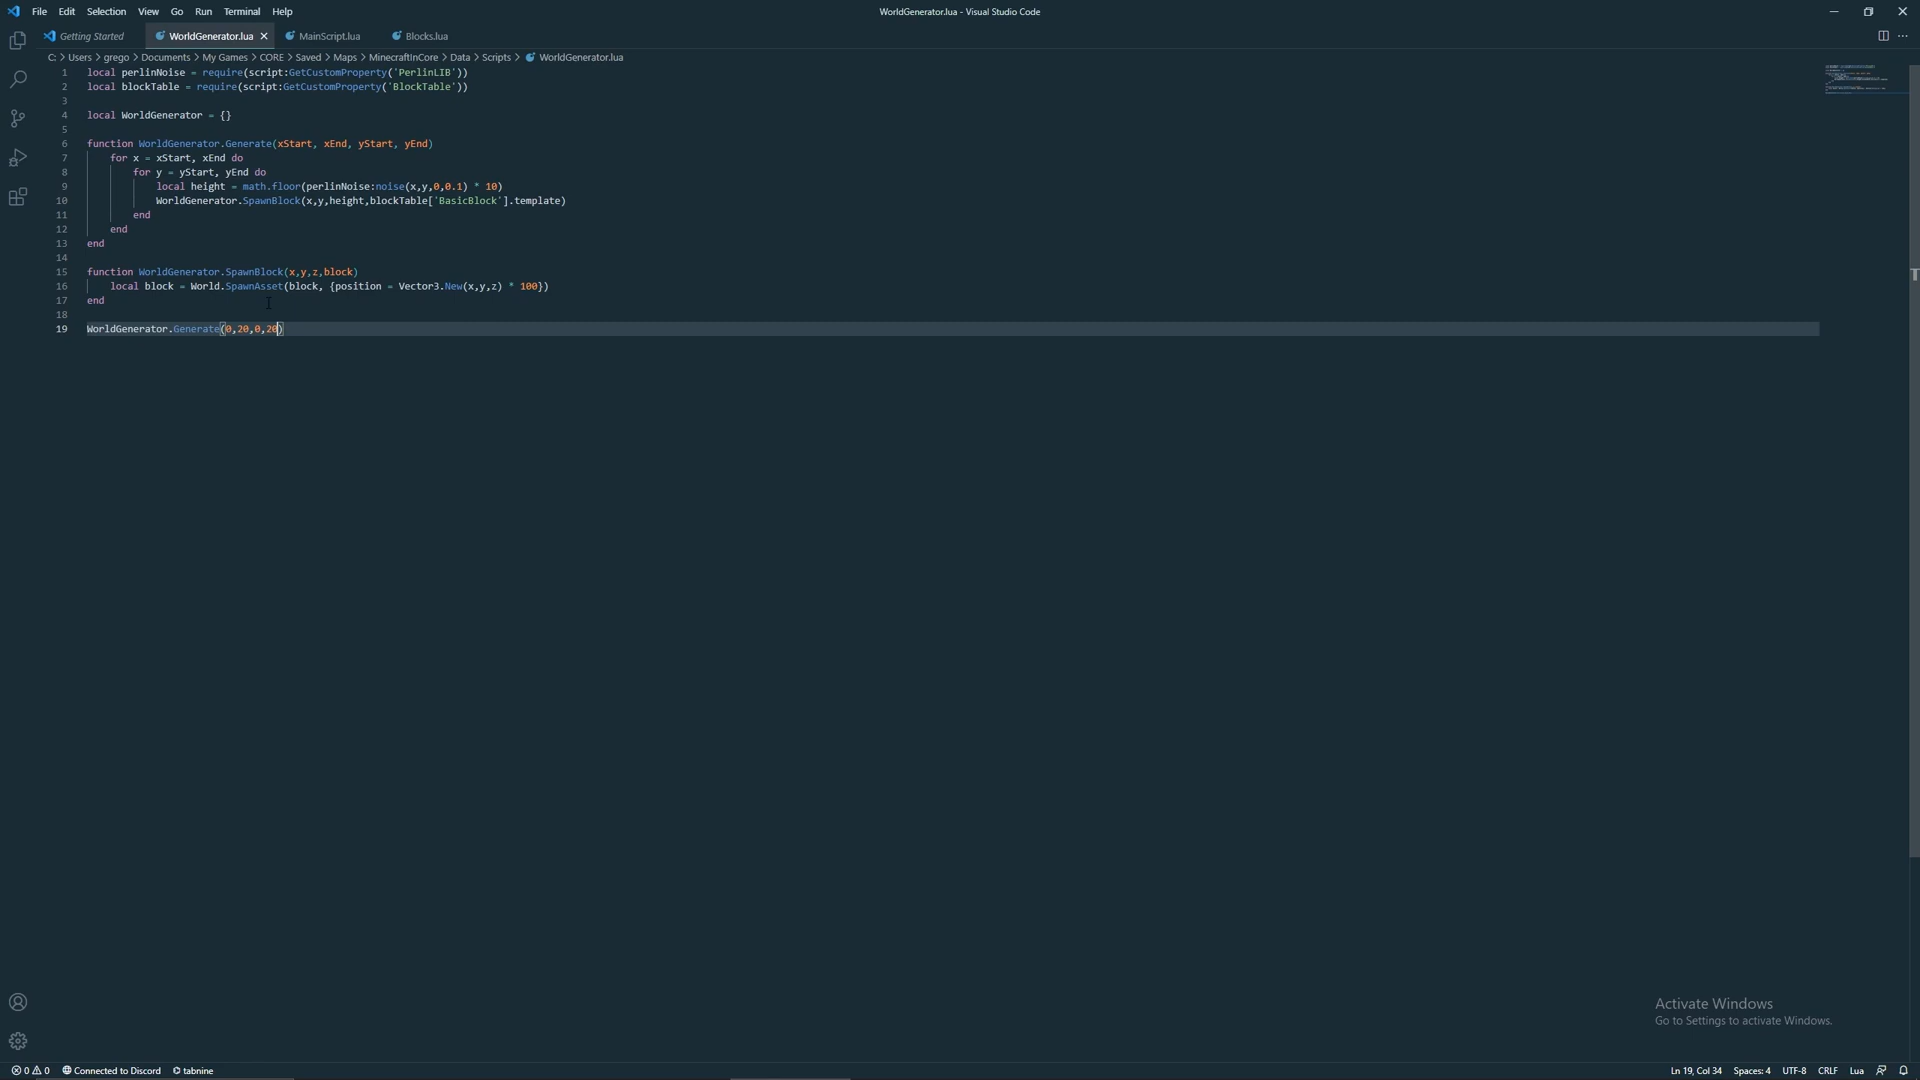 File Edit Selection View Go Run Terminal Help
WorldGenerator.lua - Visual Studio Code
Getting Started WorldGenerator.lua MainScript.lua Blocks.lua
C: > Users > grego > Documents > My Games > CORE > Saved > Maps > MinecraftInCore > Data > Scripts > WorldGenerator.lua
1 local perlinNoise = require(script:GetCustomProperty('PerlinLIB'))
2 local blockTable = require(script:GetCustomProperty('BlockTable'))
3
4 local WorldGenerator = {}
5
6 function WorldGenerator.Generate(xStart, xEnd, yStart, yEnd)
7 for x = xStart, xEnd do
8 for y = yStart, yEnd do
9 local height = math.floor(perlinNoise:noise(x,y,0,0.1) * 10)
10 WorldGenerator.SpawnBlock(x,y,height,blockTable['BasicBlock'].template)
11 end
12 end
13 end
14
15 function WorldGenerator.SpawnBlock(x,y,z,block)
16 local block = World.SpawnAsset(block, {position = Vector3.New(x,y,z) * 100})
17 end
18
19 WorldGenerator.Generate(0,20,0,20)
Activate Windows
Go to Settings to activate Windows.
0 0 Connected to Discord tabnine
Ln 19, Col 34 Spaces: 4 UTF-8 CRLF Lua